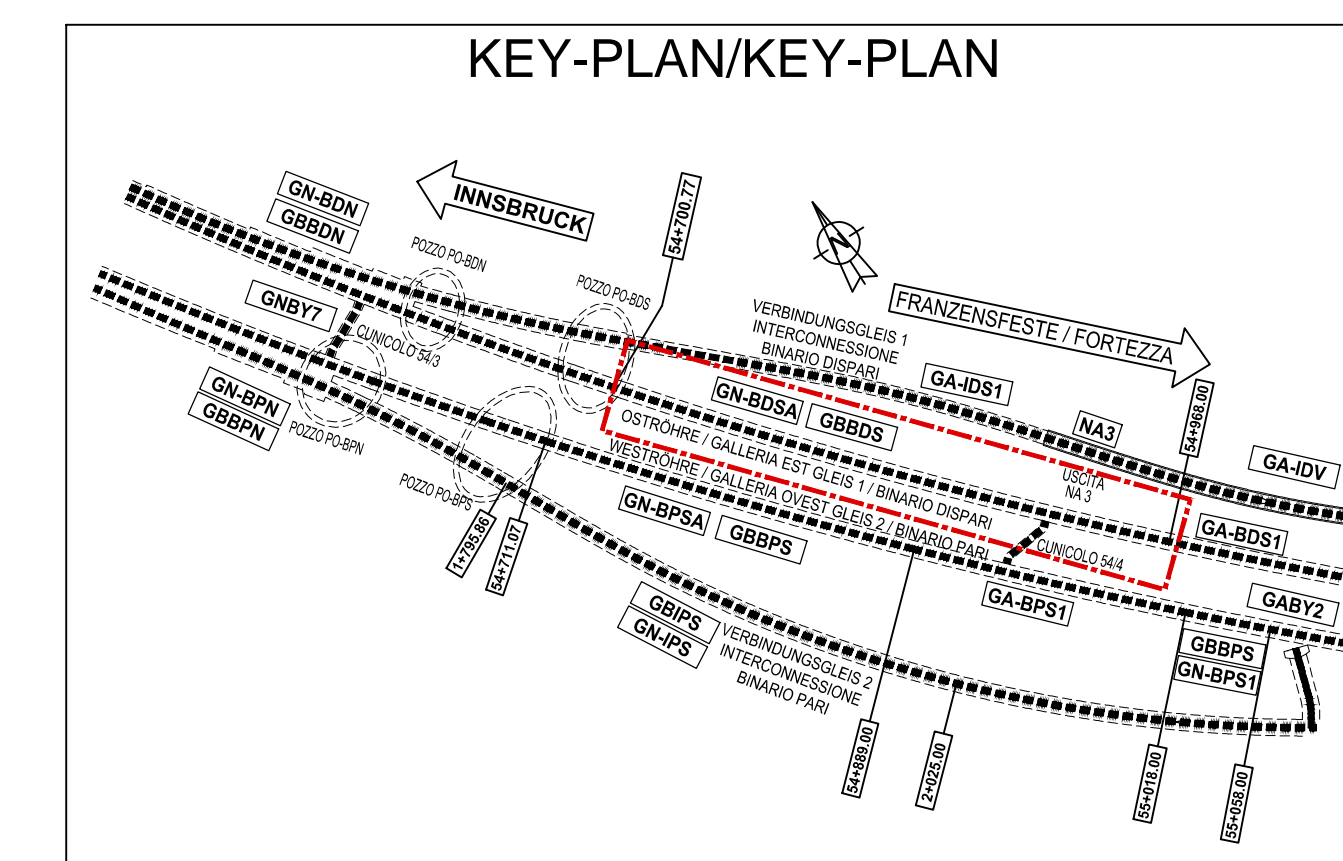 KEY-PLAN/KEY-PLAN
INNSBRUCK
54+700.77
N
FRANZENSFESTE / FORTEZZA
GN-BDN
GBBDN
POZZO PO-BDN
POZZO PO-BDS
VERBINDUNGSGLEIS 1
INTERCONNESSIONE
BINARIO DISPARI
GNBY7
CUNICOLO 54/3
GA-IDS1
NA3
54+968.00
GA-IDV
GN-BDSA
GBBDS
GN-BPN
GBBPN
POZZO PO-BPN
POZZO PO-BPS
OSTRÖHRE / GALLERIA EST GLEIS 1 / BINARIO DISPARI
WESTRÖHRE / GALLERIA OVEST GLEIS 2 / BINARIO PARI
USCITA
NA 3
GN-BPSA
GBBPS
CUNICOLO 54/4
GA-BDS1
1+795.86
54+711.07
GA-BPS1
GABY2
GBIPS
GN-IPS
VERBINDUNGSGLEIS 2
INTERCONNESSIONE
BINARIO PARI
GBBPS
GN-BPS1
54+889.00
2+025.00
55+018.00
55+058.00